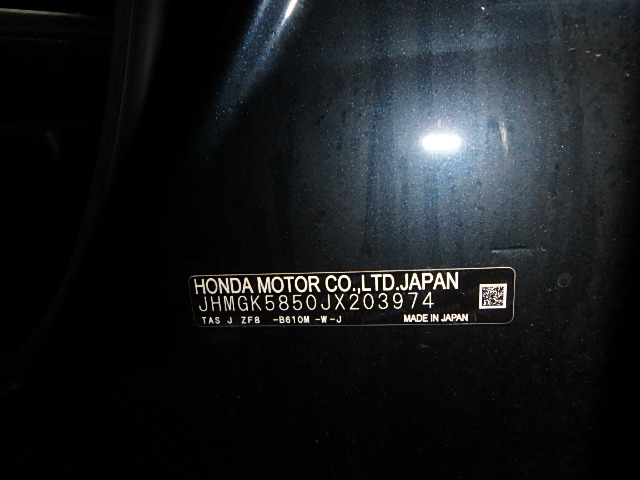 HONDA MOTOR CO.,LTD.JAPAN
JHMGK5850JX203974
TAS J ZF8 -B610M -W-J MADE IN JAPAN